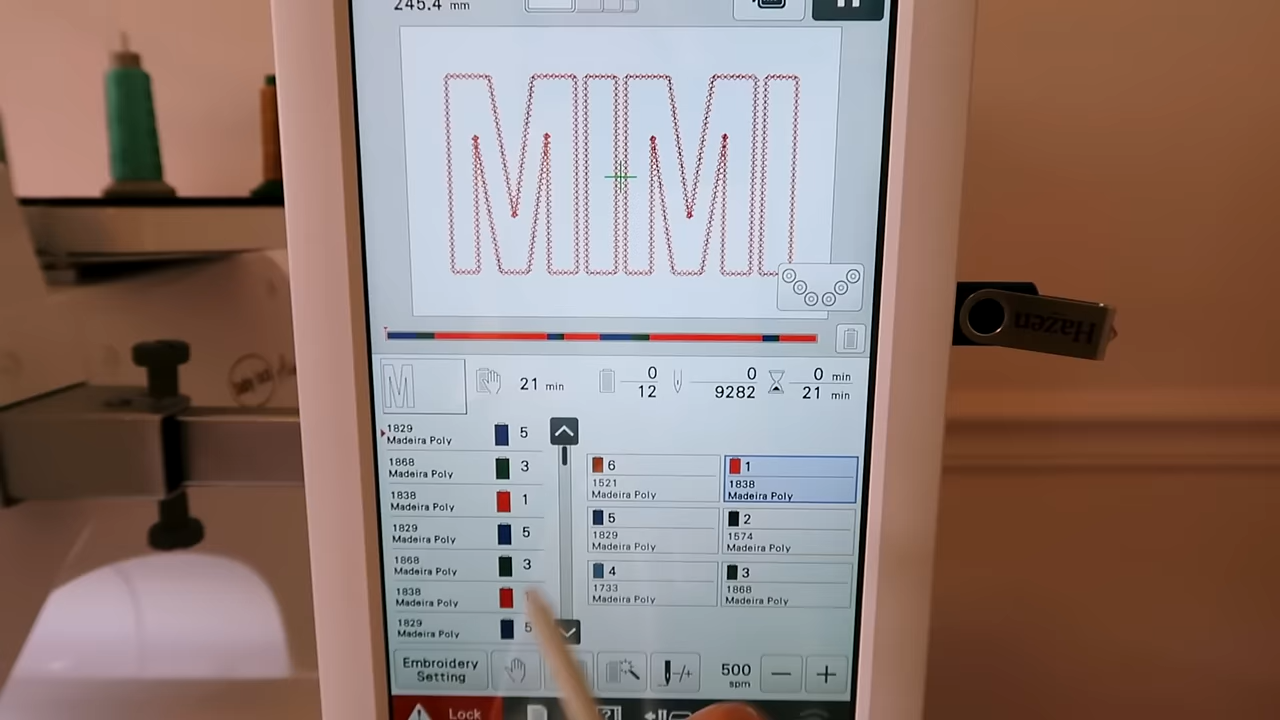 245.4 mm
MIMI
M
21 min
0
12
0
9282
0 min
21 min
1829
Madeira Poly
5
1868
Madeira Poly
3
1838
Madeira Poly
1
1829
Madeira Poly
5
1868
Madeira Poly
3
1838
Madeira Poly
1829
Madeira Poly
5
6
1521
Madeira Poly
1
1838
Madeira Poly
5
1829
Madeira Poly
2
1574
Madeira Poly
4
1733
Madeira Poly
3
1868
Madeira Poly
Embroidery
Setting
-/+
500
spm
− +
Lock
Hazen